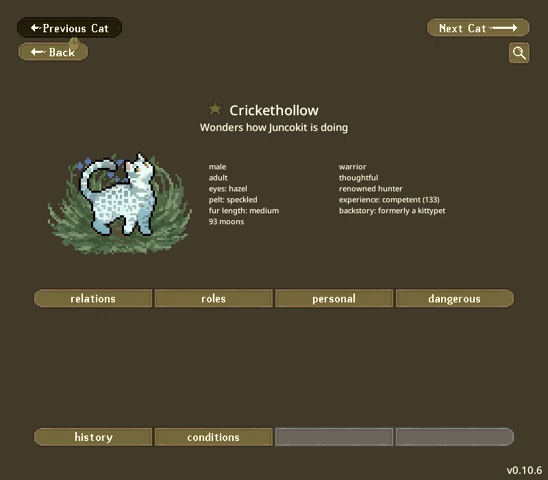 Previous Cat
Next Cat
Back
Crickethollow
Wonders how Juncokit is doing
male
adult
eyes: hazel
pelt: speckled
fur length: medium
93 moons
warrior
thoughtful
renowned hunter
experience: competent (133)
backstory: formerly a kittypet
relations
roles
personal
dangerous
history
conditions
v0.10.6